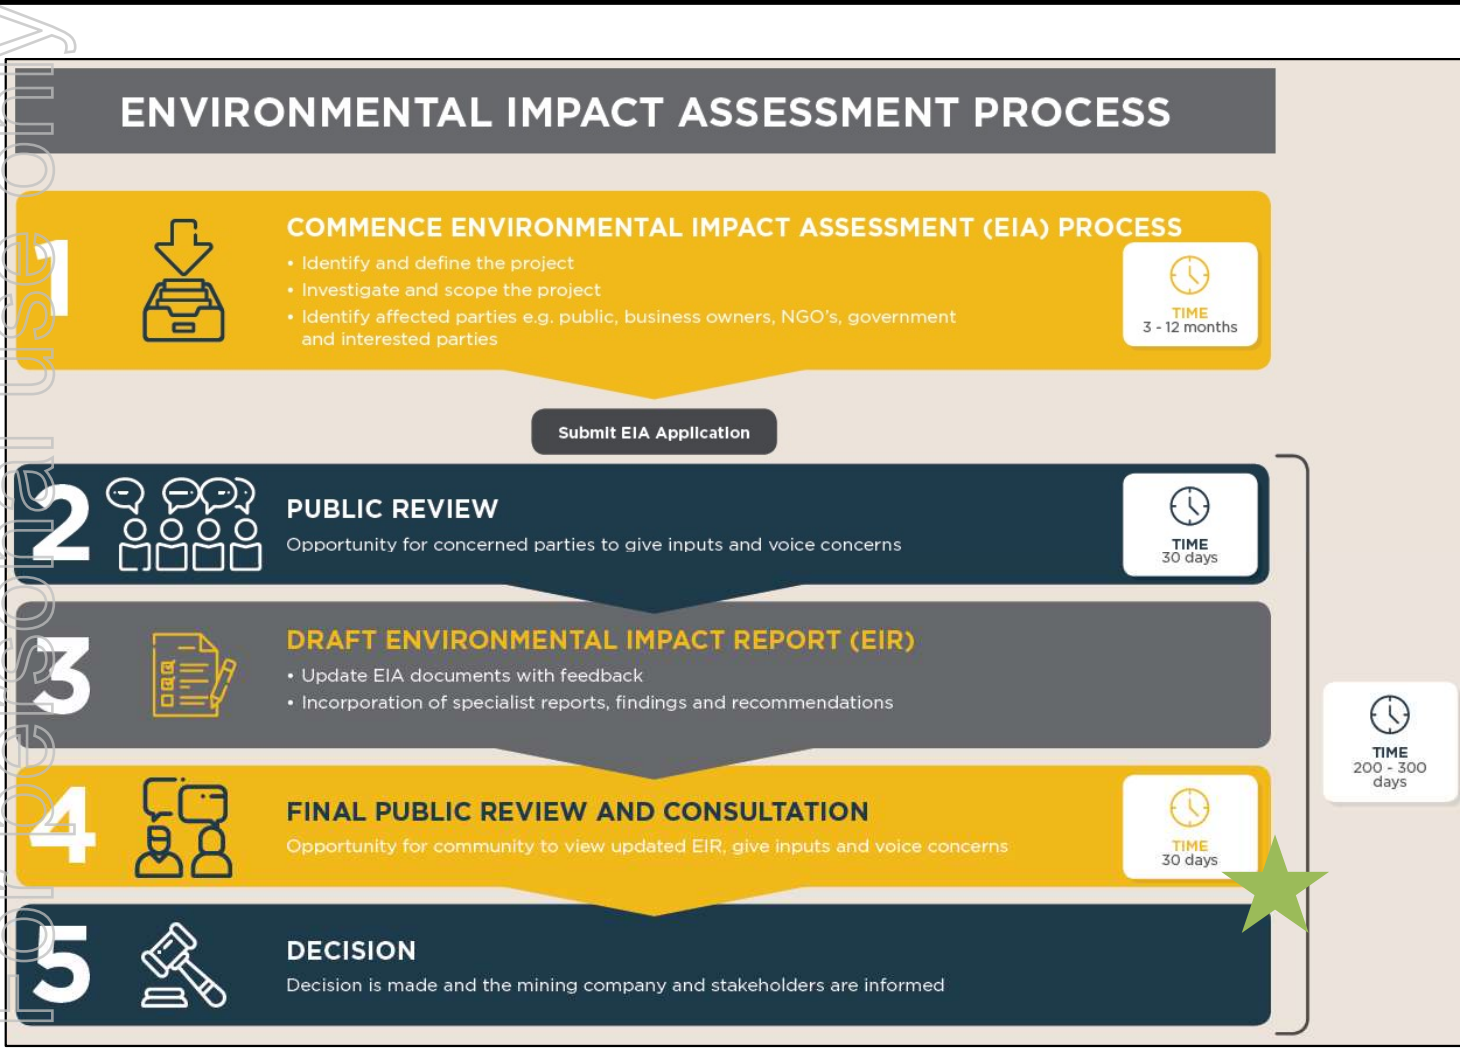 For personal use only
ENVIRONMENTAL IMPACT ASSESSMENT PROCESS
1
COMMENCE ENVIRONMENTAL IMPACT ASSESSMENT (EIA) PROCESS
• Identify and define the project
• Investigate and scope the project
• Identify affected parties e.g. public, business owners, NGO's, government
and interested parties
TIME
3 - 12 months
Submit EIA Application
2
PUBLIC REVIEW
Opportunity for concerned parties to give inputs and voice concerns
TIME
30 days
3
DRAFT ENVIRONMENTAL IMPACT REPORT (EIR)
• Update EIA documents with feedback
• Incorporation of specialist reports, findings and recommendations
4
FINAL PUBLIC REVIEW AND CONSULTATION
Opportunity for community to view updated EIR, give inputs and voice concerns
TIME
30 days
5
DECISION
Decision is made and the mining company and stakeholders are informed
TIME
200 - 300
days